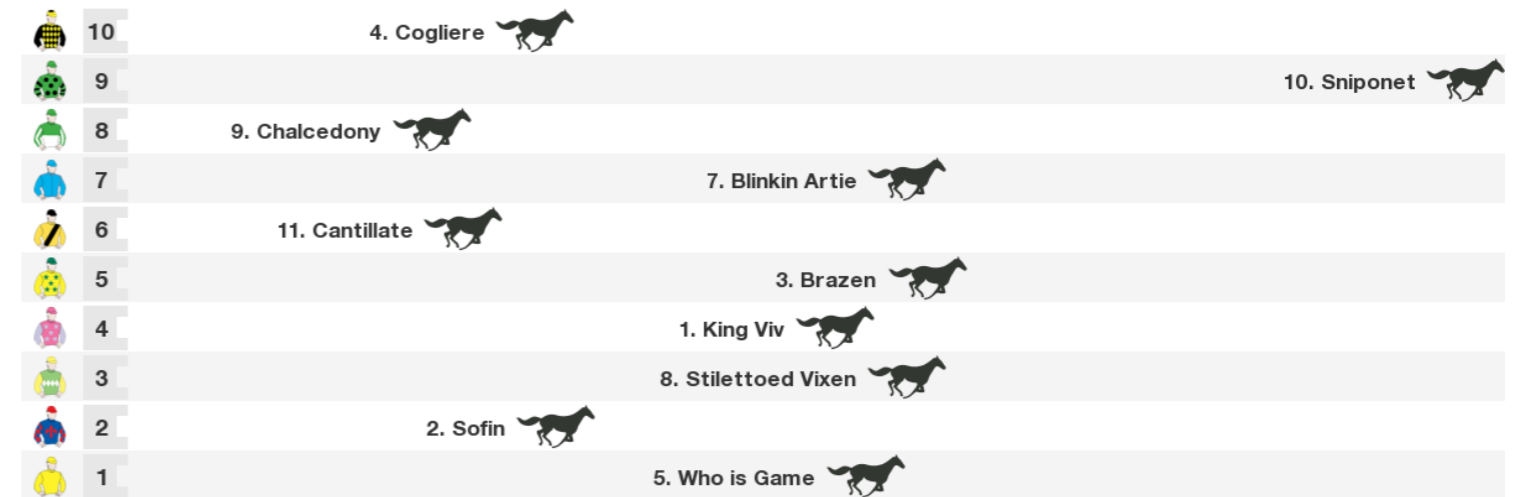 10 4. Cogliere
9 10. Sniponet
8 9. Chalcedony
7 7. Blinkin Artie
6 11. Cantillate
5 3. Brazen
4 1. King Viv
3 8. Stilettoed Vixen
2 2. Sofin
1 5. Who is Game